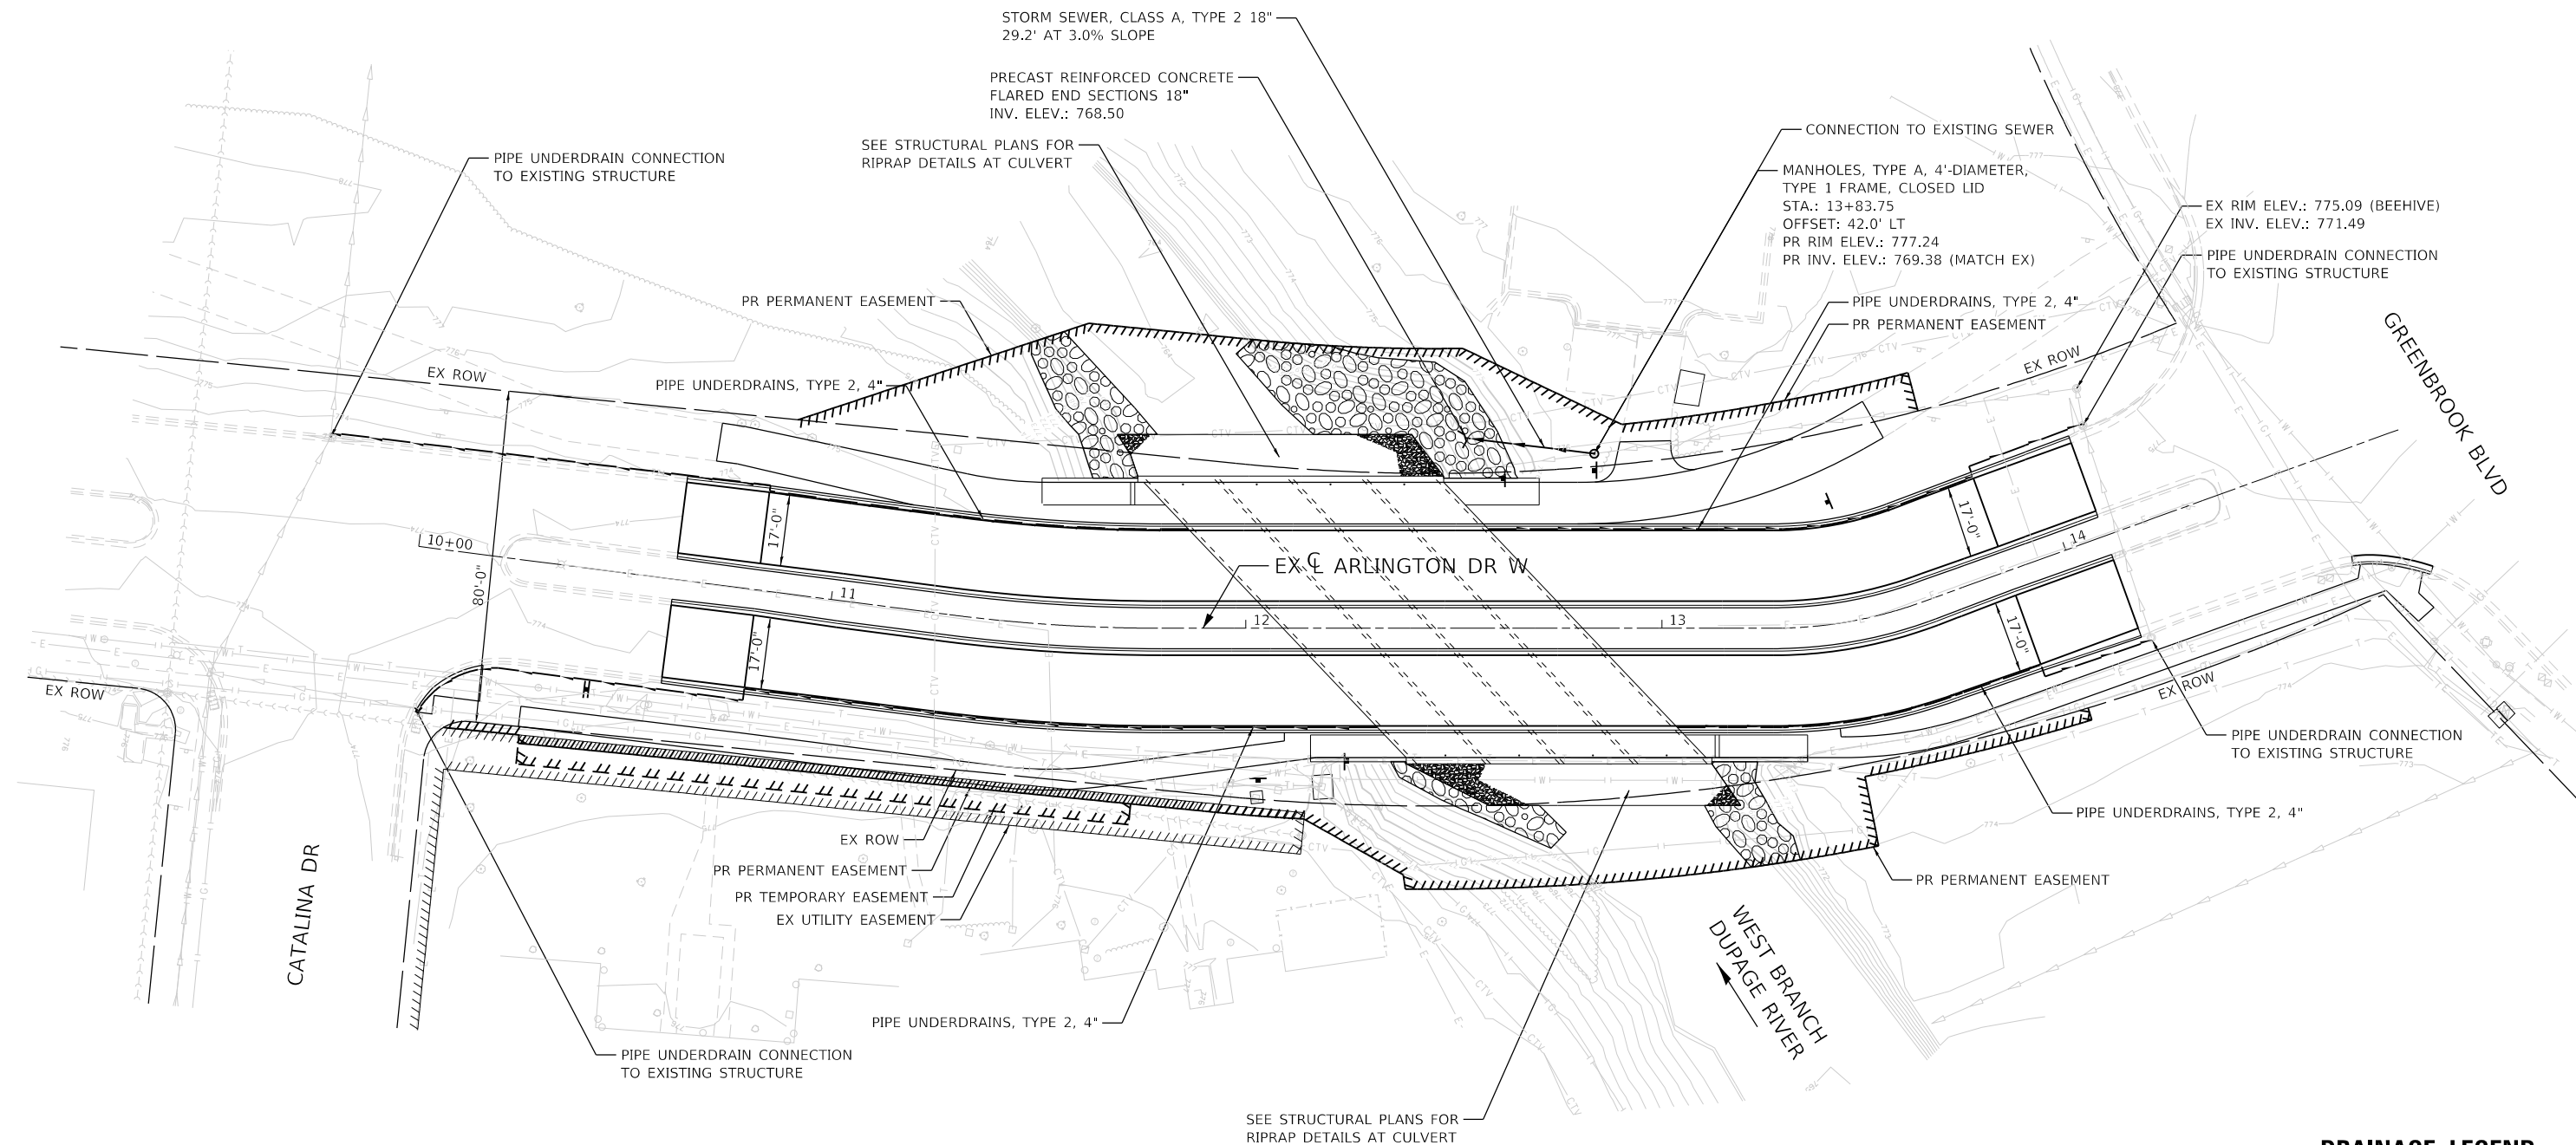 STORM SEWER, CLASS A, TYPE 2 18"
29.2' AT 3.0% SLOPE
PRECAST REINFORCED CONCRETE
FLARED END SECTIONS 18"
INV. ELEV.: 768.50
SEE STRUCTURAL PLANS FOR
RIPRAP DETAILS AT CULVERT
PIPE UNDERDRAIN CONNECTION
TO EXISTING STRUCTURE
CONNECTION TO EXISTING SEWER
MANHOLES, TYPE A, 4'-DIAMETER,
TYPE 1 FRAME, CLOSED LID
STA.: 13+83.75
OFFSET: 42.0' LT
PR RIM ELEV.: 777.24
PR INV. ELEV.: 769.38 (MATCH EX)
EX RIM ELEV.: 775.09 (BEEHIVE)
EX INV. ELEV.: 771.49
PIPE UNDERDRAIN CONNECTION
TO EXISTING STRUCTURE
PR PERMANENT EASEMENT
PIPE UNDERDRAINS, TYPE 2, 4"
PR PERMANENT EASEMENT
EX ROW
EX ROW
PIPE UNDERDRAINS, TYPE 2, 4"
GREENBROOK BLVD
17'-0"
17'-0"
10+00
80'-0"
EX ℄ ARLINGTON DR W
11
12
13
14
17'-0"
17'-0"
EX ROW
EX ROW
PIPE UNDERDRAIN CONNECTION
TO EXISTING STRUCTURE
PIPE UNDERDRAINS, TYPE 2, 4"
EX ROW
PR PERMANENT EASEMENT
PR TEMPORARY EASEMENT
EX UTILITY EASEMENT
PR PERMANENT EASEMENT
CATALINA DR
WEST BRANCH
DUPAGE RIVER
PIPE UNDERDRAINS, TYPE 2, 4"
PIPE UNDERDRAIN CONNECTION
TO EXISTING STRUCTURE
SEE STRUCTURAL PLANS FOR
RIPRAP DETAILS AT CULVERT